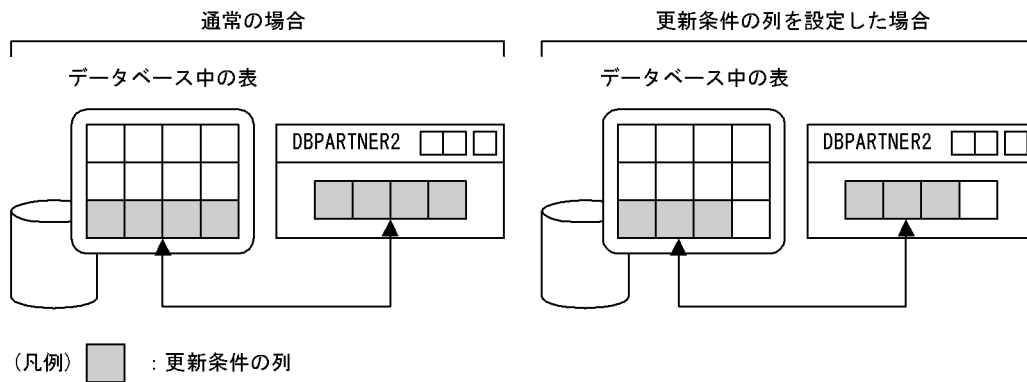 通常の場合
更新条件の列を設定した場合
データベース中の表
データベース中の表
DBPARTNER2
DBPARTNER2
(凡例) : 更新条件の列